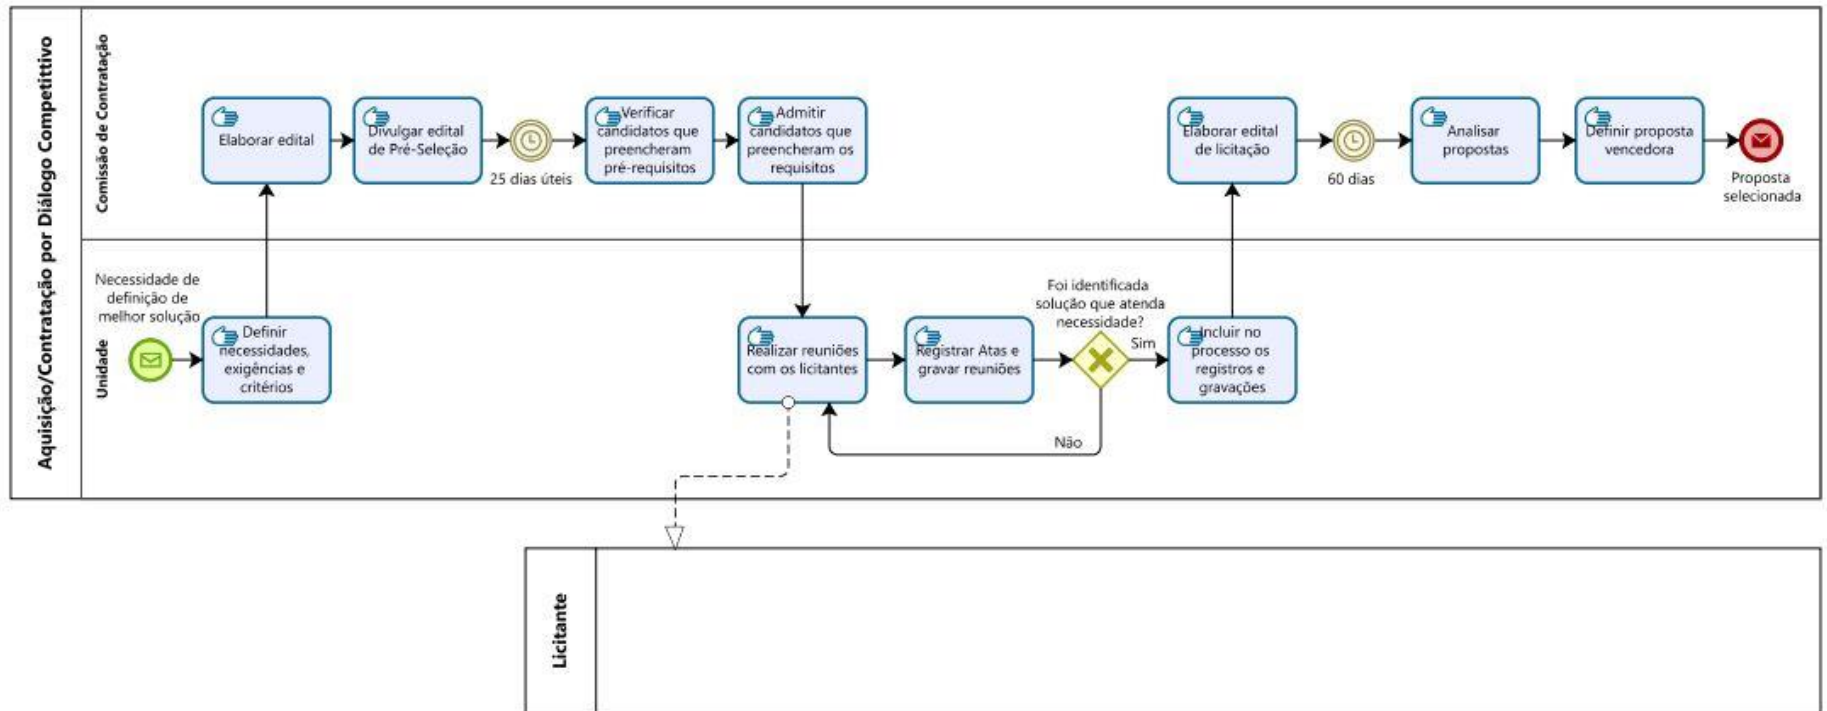 Aquisição/Contratação por Diálogo Competittivo
Comissão de Contratação
Elaborar edital
Divulgar edital
de Pré-Seleção
25 dias úteis
Verificar
candidatos que
preencheram
pré-requisitos
Admitir
candidatos que
preencheram os
requisitos
Elaborar edital
de licitação
60 dias
Analisar
propostas
Definir proposta
vencedora
Proposta
selecionada
Unidade
Necessidade de
definição de
melhor solução
Definir
necessidades,
exigências e
critérios
Realizar reuniões
com os licitantes
Registrar Atas e
gravar reuniões
Foi identificada
solução que atenda
necessidade?
Sim
Não
Incluir no
processo os
registros e
gravações
Licitante